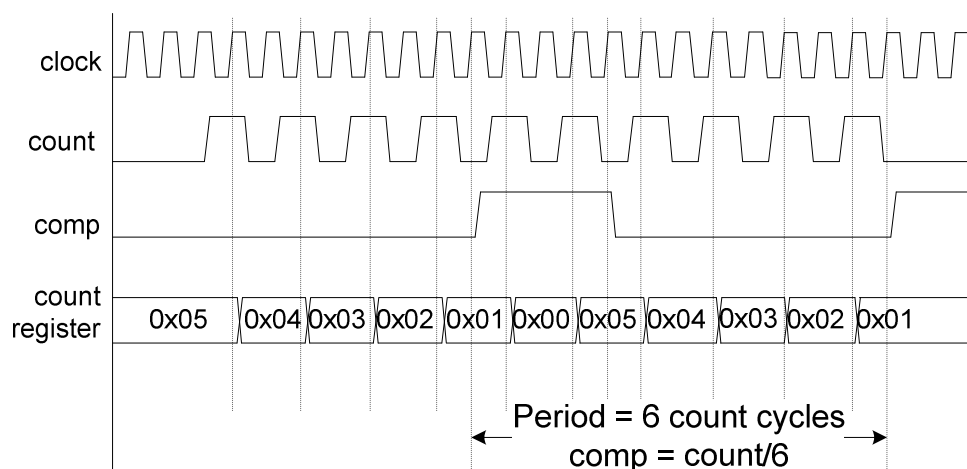 clock
count
comp
count
register
0x05 0x04 0x03 0x02 0x01 0x00 0x05 0x04 0x03 0x02 0x01
Period = 6 count cycles
comp = count/6